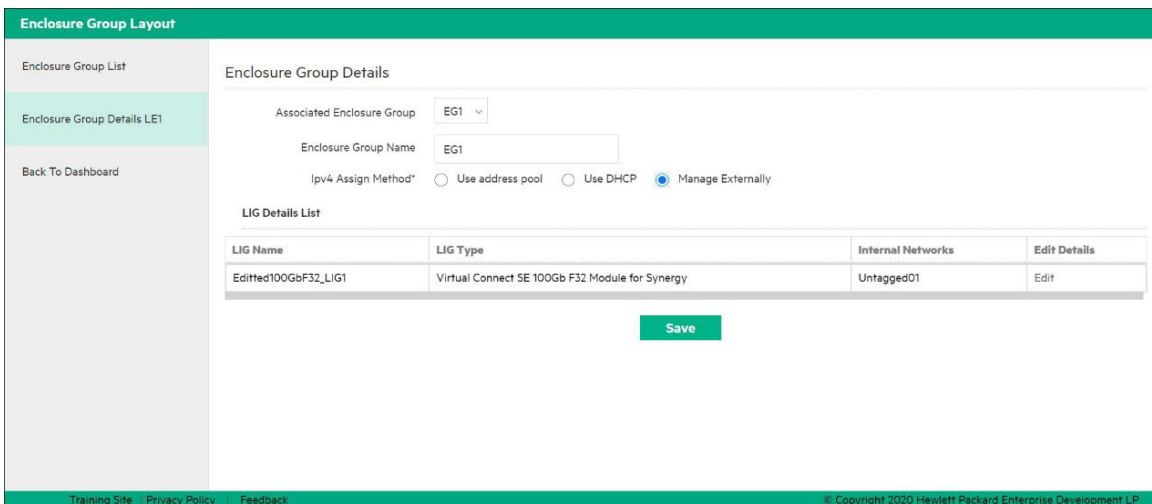 Enclosure Group Layout
Enclosure Group List
Enclosure Group Details LE1
Back To Dashboard
Enclosure Group Details
Associated Enclosure Group EG1
Enclosure Group Name EG1
Ipv4 Assign Method* Use address pool Use DHCP Manage Externally
LIG Details List
LIG Name LIG Type Internal Networks Edit Details
Editted100GbF32_LIG1 Virtual Connect SE 100Gb F32 Module for Synergy Untagged01 Edit
Save
Training Site | Privacy Policy | Feedback © Copyright 2020 Hewlett Packard Enterprise Development LP